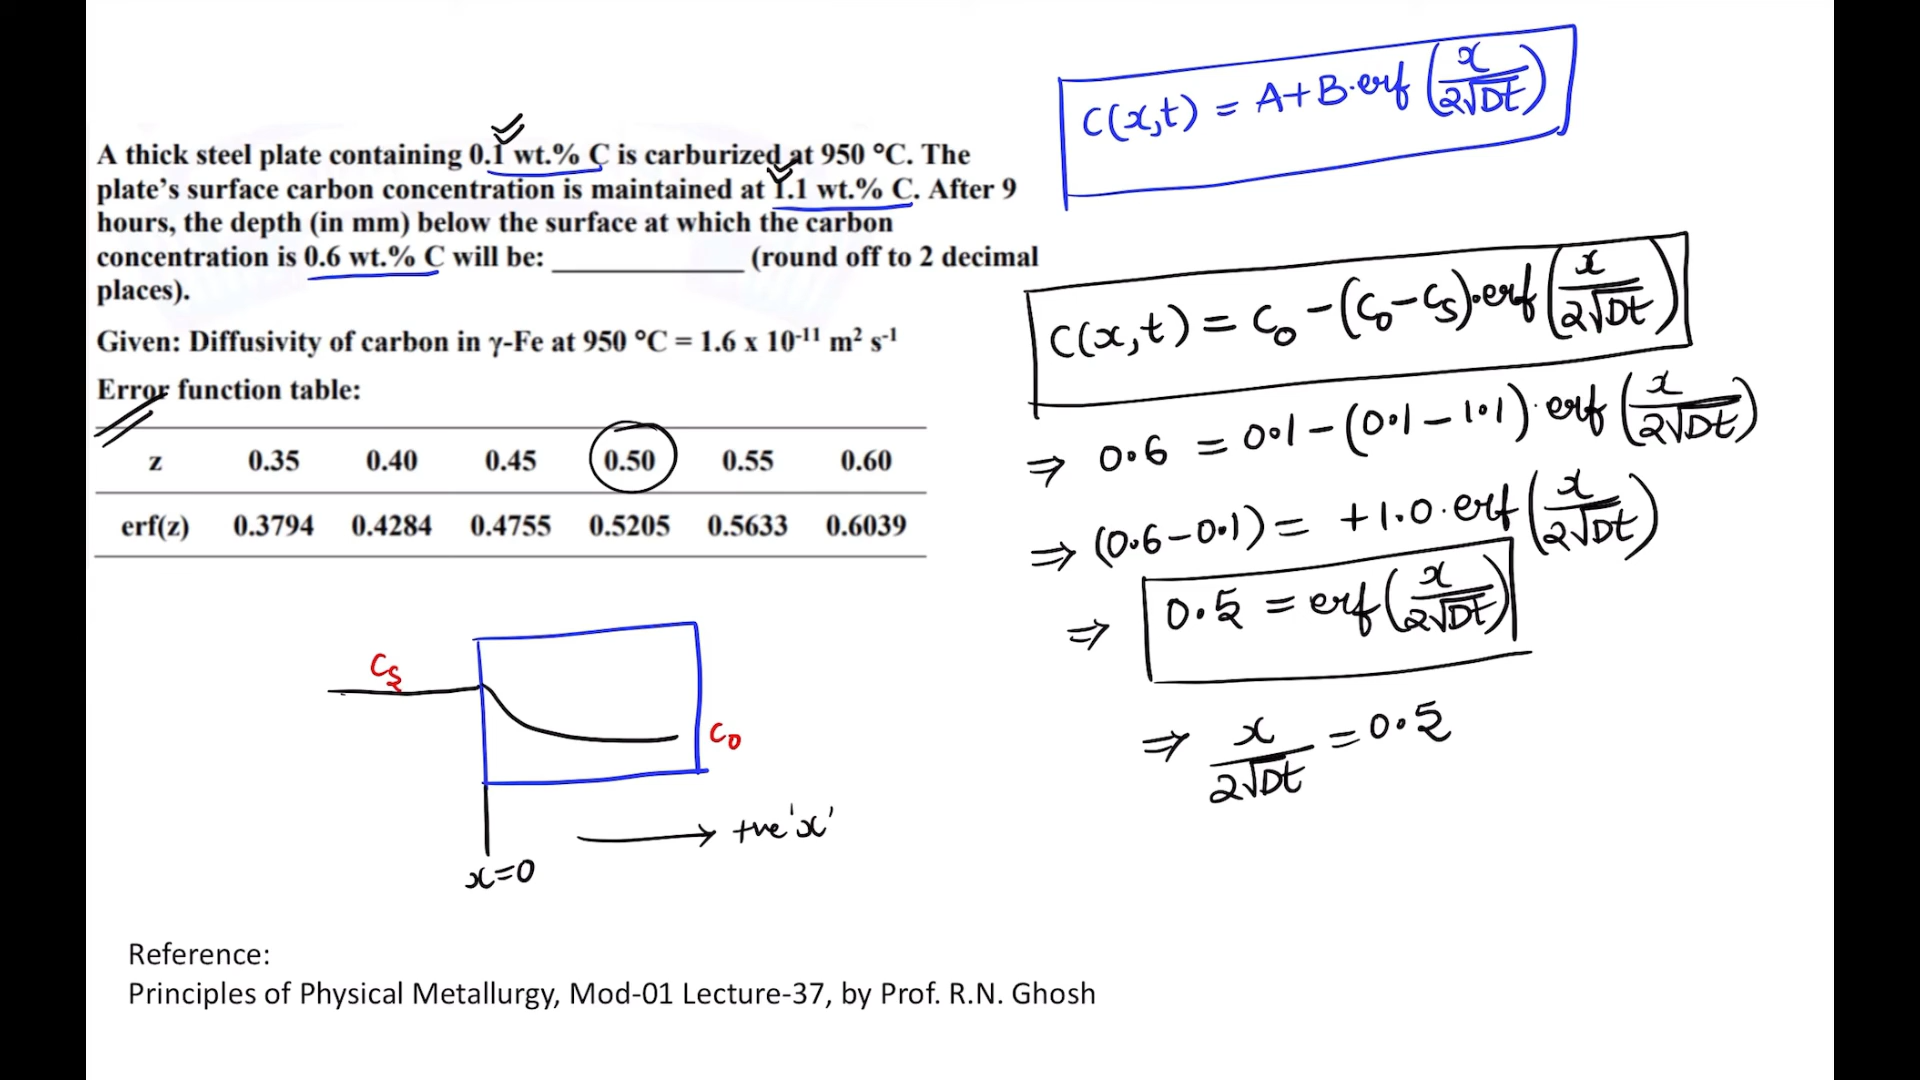 A thick steel plate containing 0.1 wt.% C is carburized at 950 °C. The
plate's surface carbon concentration is maintained at 1.1 wt.% C. After 9
hours, the depth (in mm) below the surface at which the carbon
concentration is 0.6 wt.% C will be: ______________ (round off to 2 decimal
places).
Given: Diffusivity of carbon in γ-Fe at 950 °C = 1.6 x 10⁻¹¹ m² s⁻¹
Error function table:
z 0.35 0.40 0.45 0.50 0.55 0.60
erf(z) 0.3794 0.4284 0.4755 0.5205 0.5633 0.6039
Cs
C0
+ve 'x'
x=0
C(x,t) = A+B.erf(x/2√Dt)
C(x,t) = C0 - (C0 - Cs).erf(x/2√Dt)
⇒ 0.6 = 0.1 - (0.1 - 1.1).erf(x/2√Dt)
⇒ (0.6-0.1) = +1.0.erf(x/2√Dt)
⇒ 0.5 = erf(x/2√Dt)
⇒ x/2√Dt = 0.5
Reference:
Principles of Physical Metallurgy, Mod-01 Lecture-37, by Prof. R.N. Ghosh